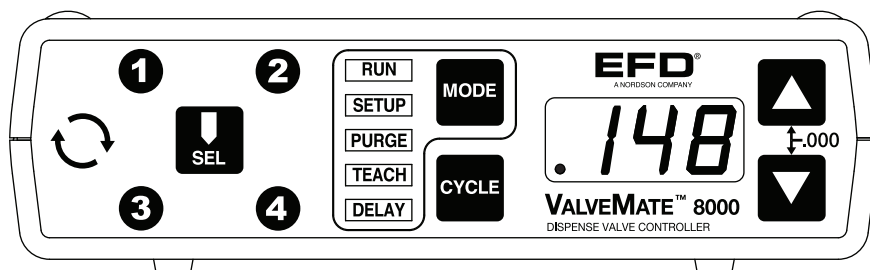 1
2
3
4
SEL
RUN
SETUP
PURGE
TEACH
DELAY
MODE
CYCLE
EFD®
A NORDSON COMPANY
.148
VALVEMATE™ 8000
DISPENSE VALVE CONTROLLER
.000